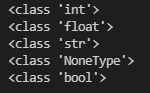 <class 'int'>
<class 'float'>
<class 'str'>
<class 'NoneType'>
<class 'bool'>